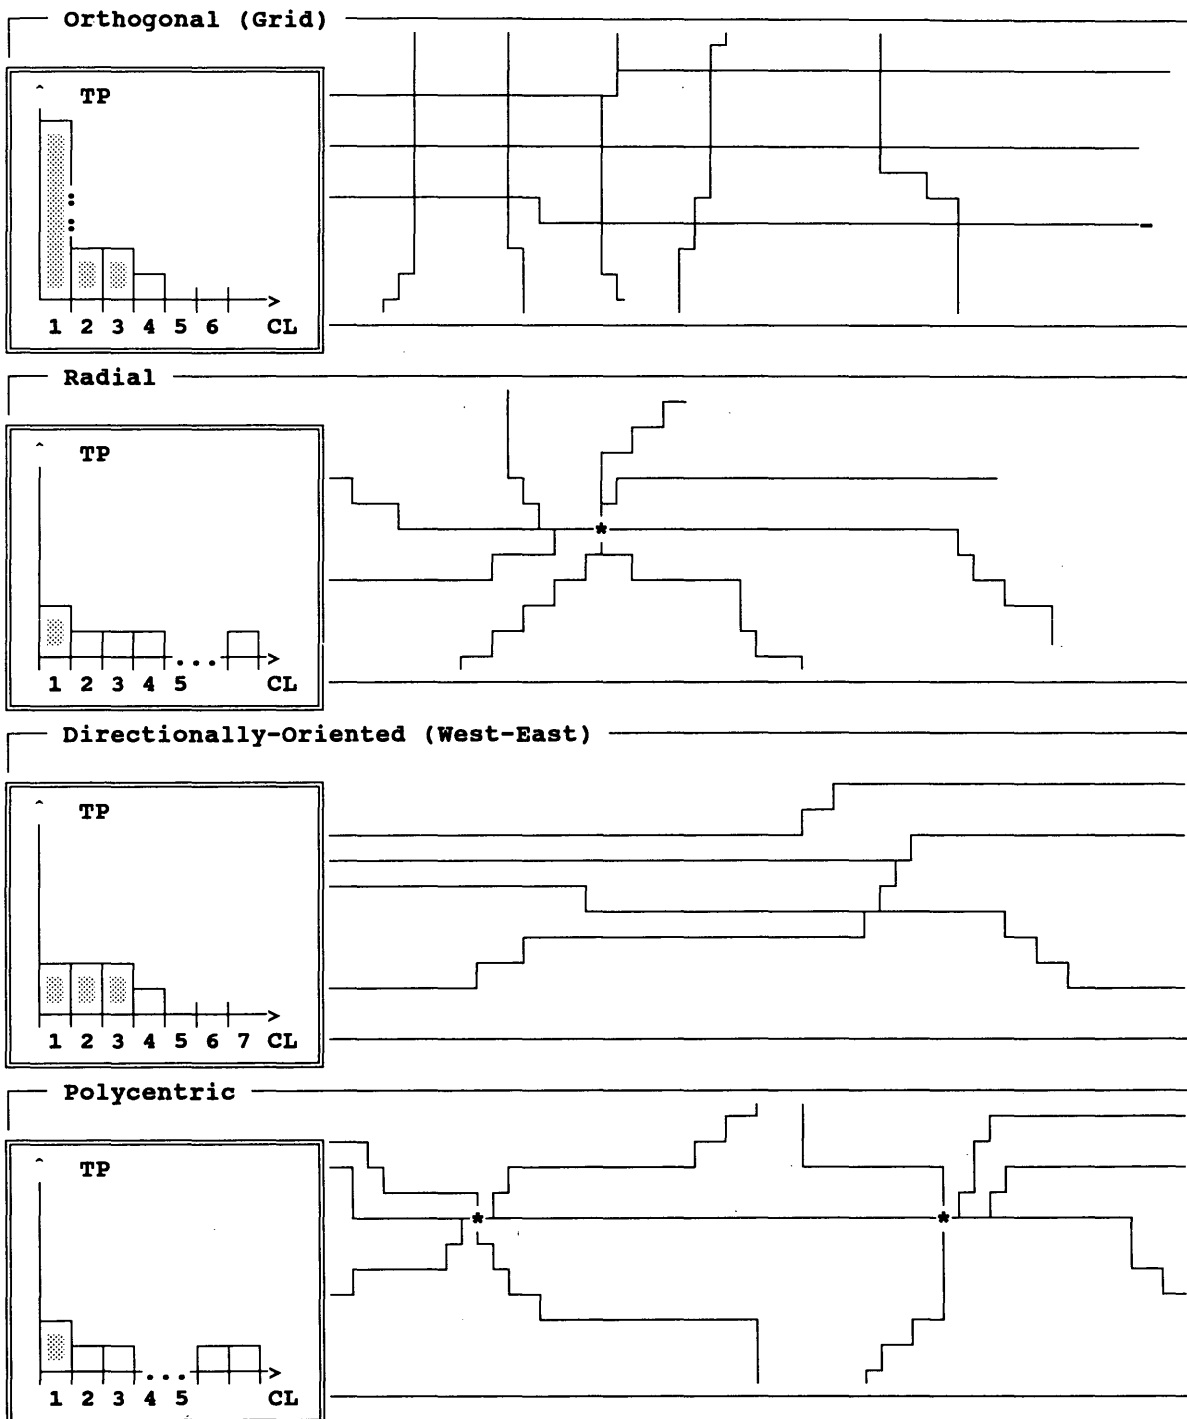 Orthogonal (Grid)
^ TP
1 2 3 4 5 6 CL
Radial
^ TP
*
1 2 3 4 5 CL
Directionally-Oriented (West-East)
^ TP
1 2 3 4 5 6 7 CL
Polycentric
^ TP
* *
1 2 3 4 5 CL